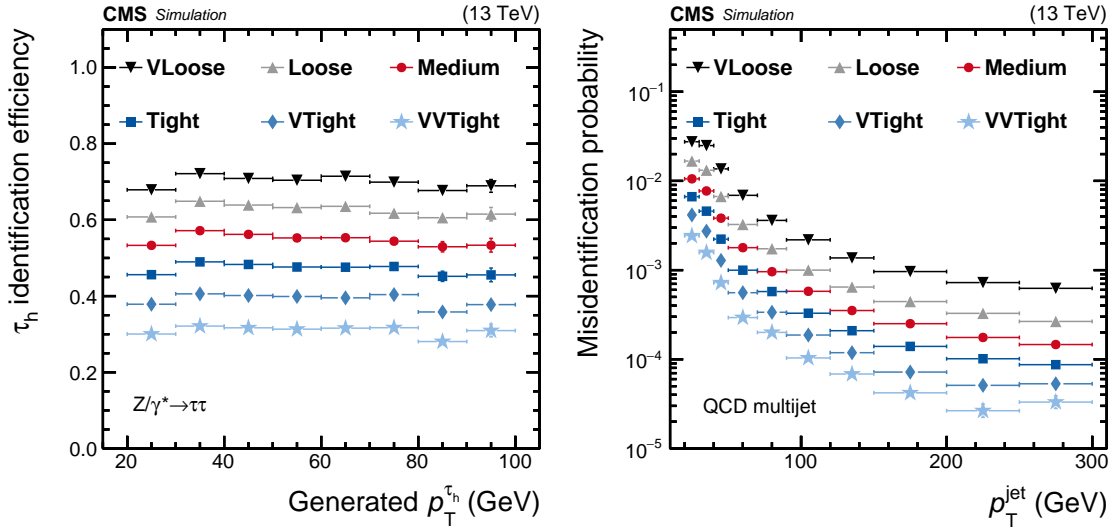 CMS Simulation (13 TeV)
τh identification efficiency
1.0
0.8
0.6
0.4
0.2
0.0
VLoose Loose Medium
Tight VTight VVTight
Z/γ*→ττ
20 40 60 80 100
Generated p_T^τh (GeV)
CMS Simulation (13 TeV)
Misidentification probability
10⁻¹
10⁻²
10⁻³
10⁻⁴
10⁻⁵
VLoose Loose Medium
Tight VTight VVTight
QCD multijet
100 200 300
p_T^jet (GeV)